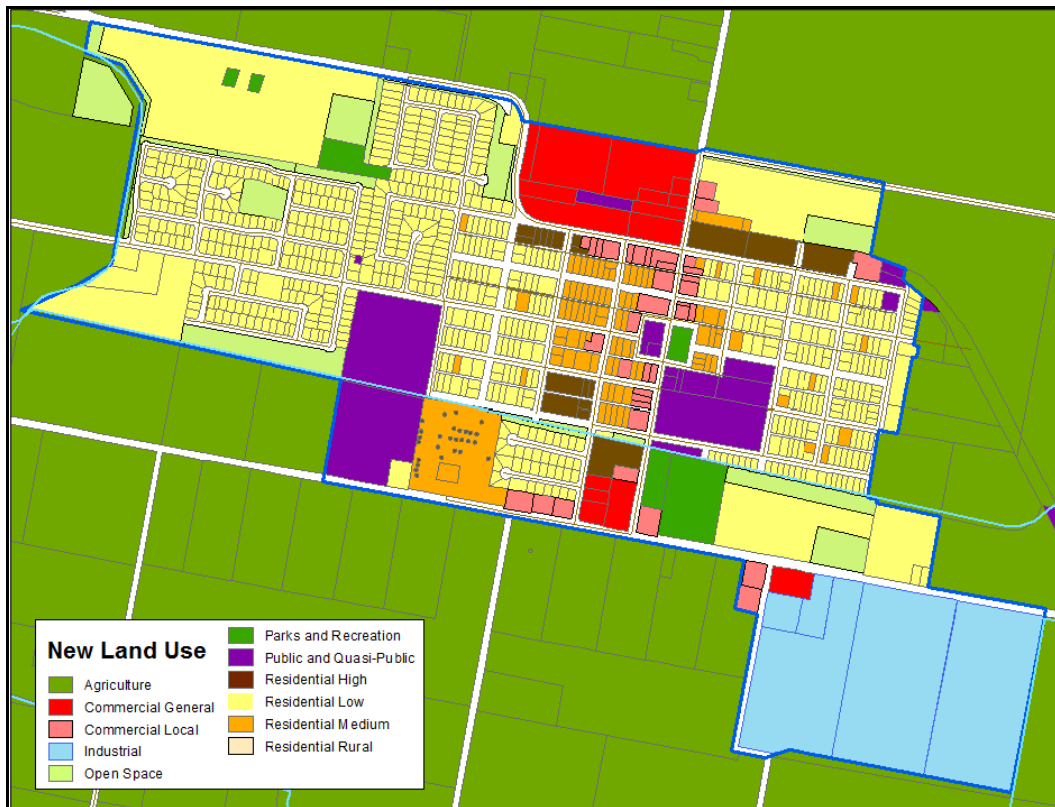 New Land Use
Agriculture
Commercial General
Commercial Local
Industrial
Open Space
Parks and Recreation
Public and Quasi-Public
Residential High
Residential Low
Residential Medium
Residential Rural